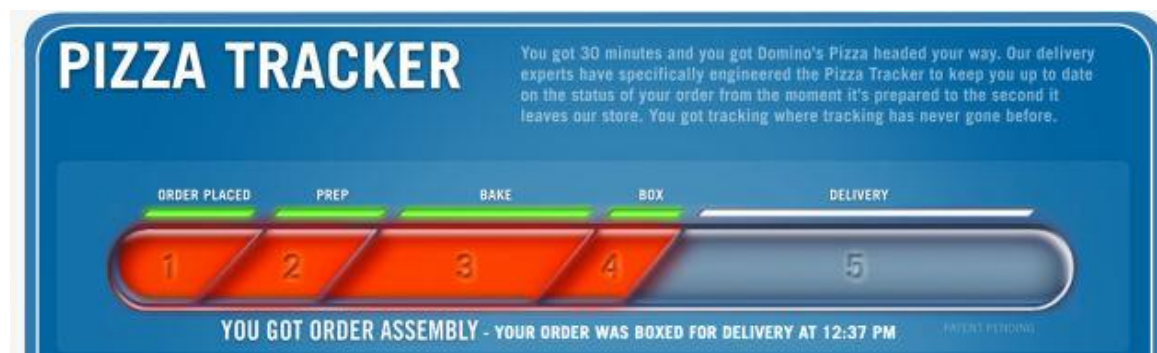 PIZZA TRACKER
You got 30 minutes and you got Domino's Pizza headed your way. Our delivery
experts have specifically engineered the Pizza Tracker to keep you up to date
on the status of your order from the moment it's prepared to the second it
leaves our store. You got tracking where tracking has never gone before.
ORDER PLACED PREP BAKE BOX DELIVERY
1 2 3 4 5
YOU GOT ORDER ASSEMBLY - YOUR ORDER WAS BOXED FOR DELIVERY AT 12:37 PM
PATENT PENDING